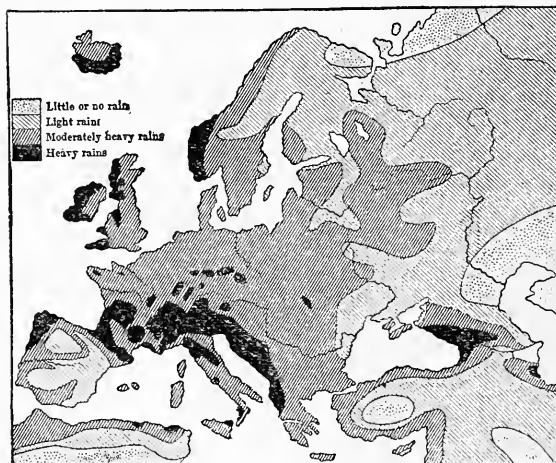 Little or no rain
Light rains
Moderately heavy rains
Heavy rains